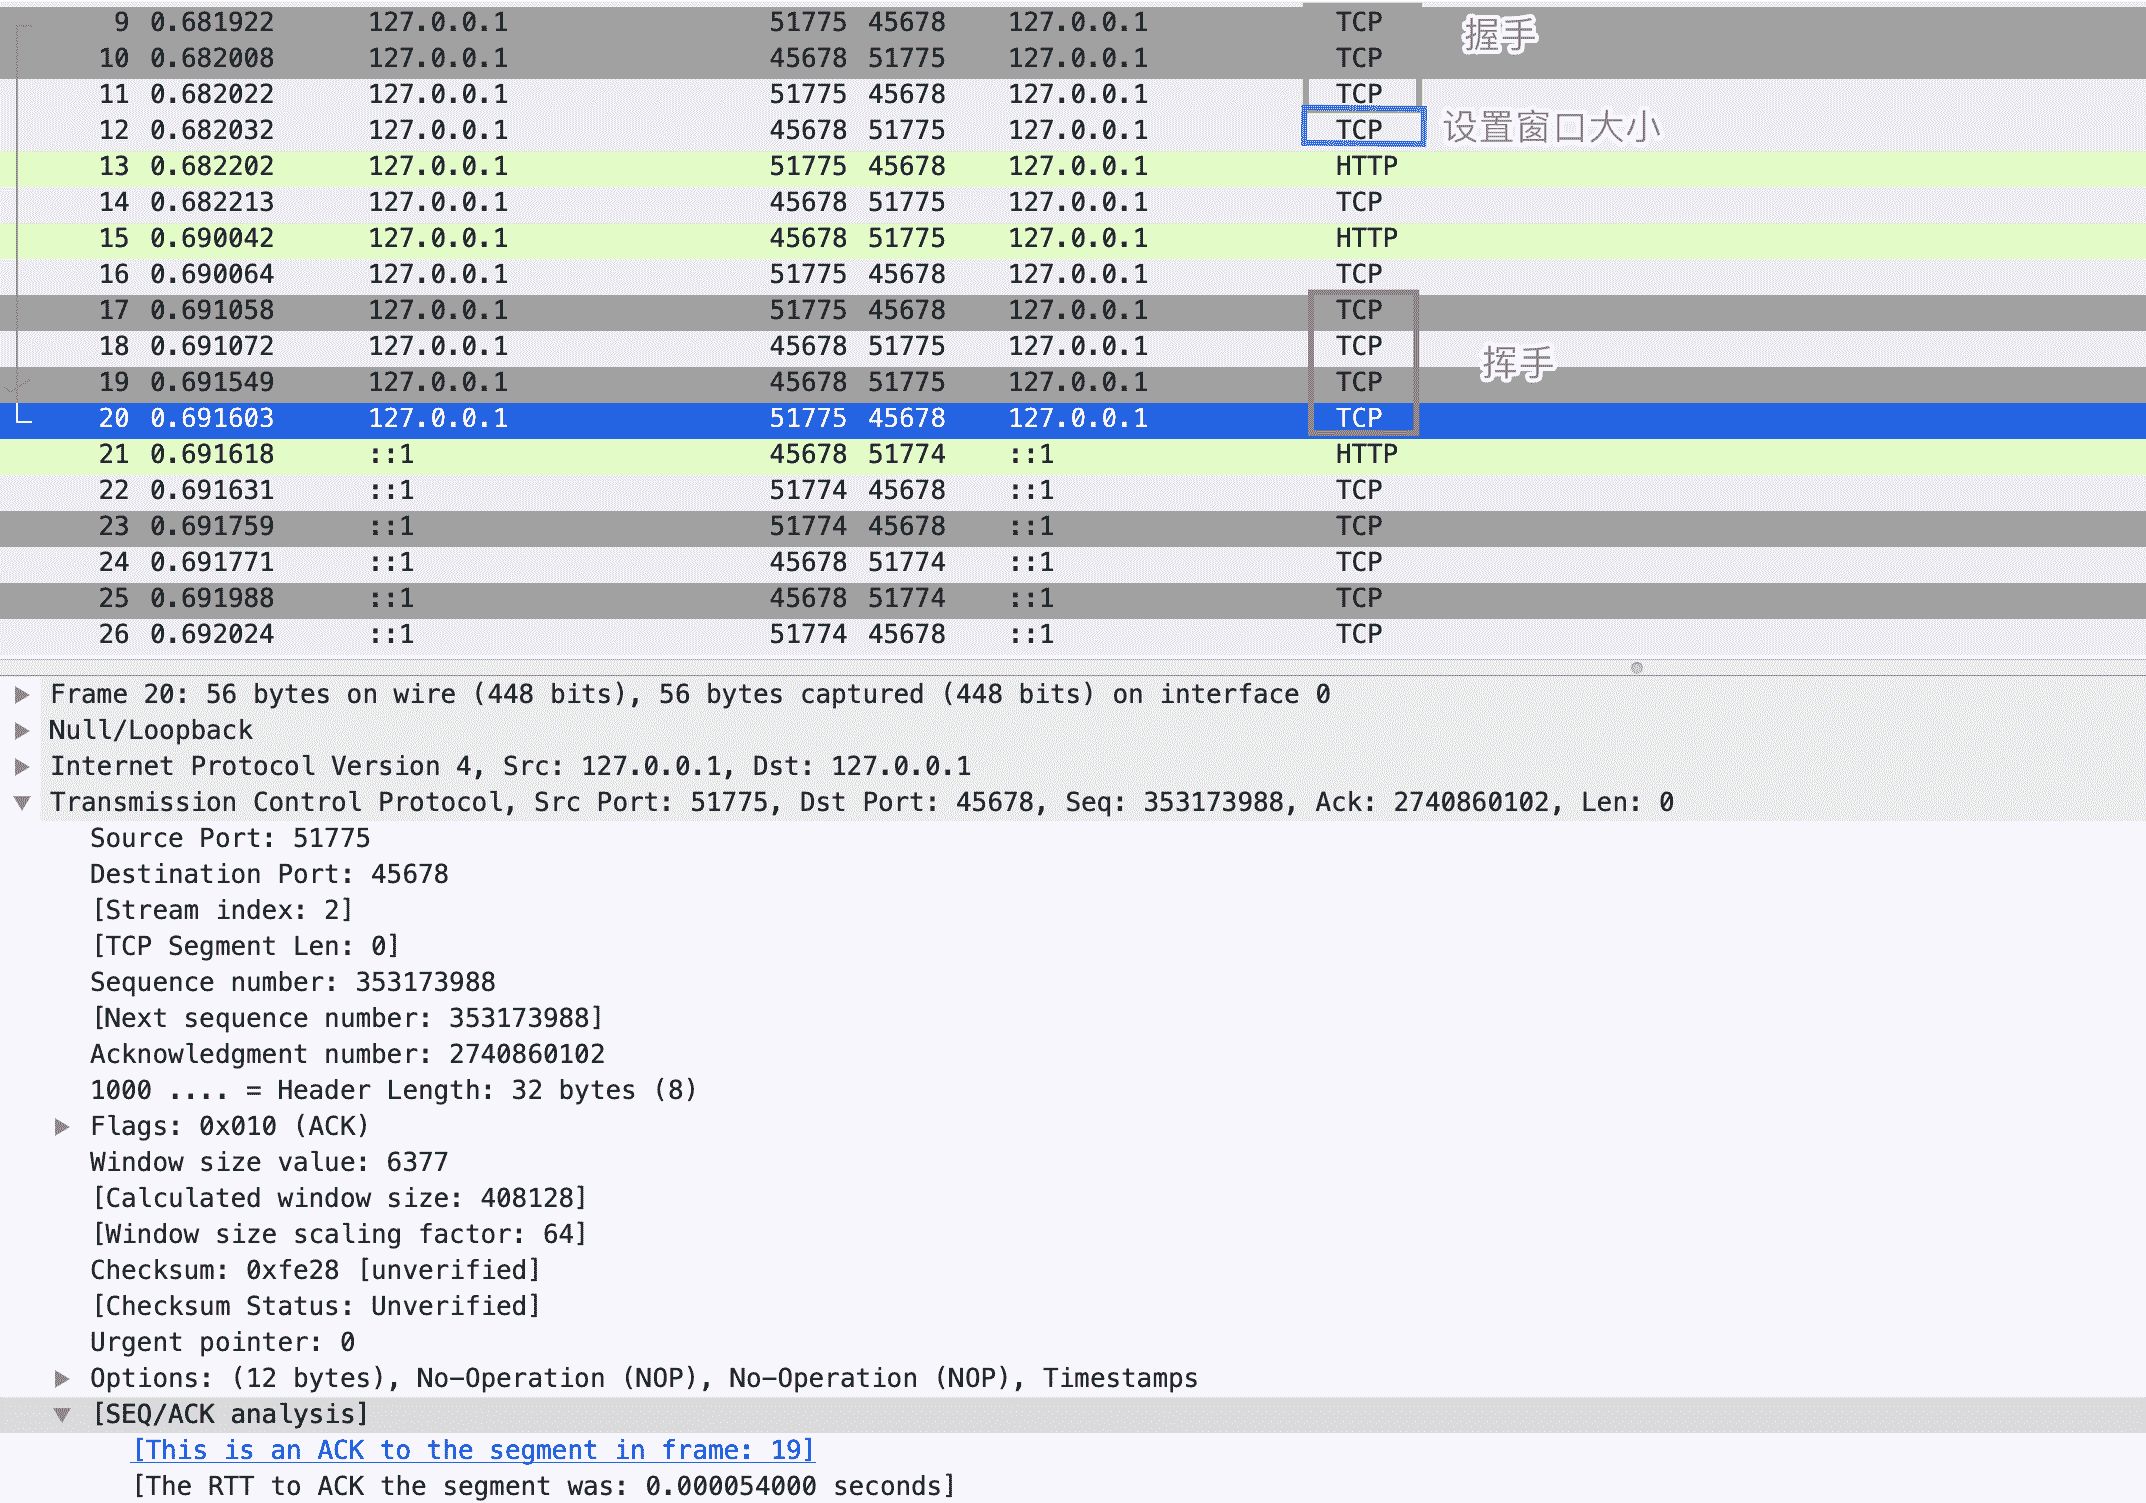 9 0.681922 127.0.0.1 51775 45678 127.0.0.1 TCP 握手
10 0.682008 127.0.0.1 45678 51775 127.0.0.1 TCP
11 0.682022 127.0.0.1 51775 45678 127.0.0.1 TCP
12 0.682032 127.0.0.1 45678 51775 127.0.0.1 TCP 设置窗口大小
13 0.682202 127.0.0.1 51775 45678 127.0.0.1 HTTP
14 0.682213 127.0.0.1 45678 51775 127.0.0.1 TCP
15 0.690042 127.0.0.1 45678 51775 127.0.0.1 HTTP
16 0.690064 127.0.0.1 51775 45678 127.0.0.1 TCP
17 0.691058 127.0.0.1 51775 45678 127.0.0.1 TCP
18 0.691072 127.0.0.1 45678 51775 127.0.0.1 TCP 挥手
19 0.691549 127.0.0.1 45678 51775 127.0.0.1 TCP
20 0.691603 127.0.0.1 51775 45678 127.0.0.1 TCP
21 0.691618 ::1 45678 51774 ::1 HTTP
22 0.691631 ::1 51774 45678 ::1 TCP
23 0.691759 ::1 51774 45678 ::1 TCP
24 0.691771 ::1 45678 51774 ::1 TCP
25 0.691988 ::1 45678 51774 ::1 TCP
26 0.692024 ::1 51774 45678 ::1 TCP
Frame 20: 56 bytes on wire (448 bits), 56 bytes captured (448 bits) on interface 0
Null/Loopback
Internet Protocol Version 4, Src: 127.0.0.1, Dst: 127.0.0.1
Transmission Control Protocol, Src Port: 51775, Dst Port: 45678, Seq: 353173988, Ack: 2740860102, Len: 0
Source Port: 51775
Destination Port: 45678
[Stream index: 2]
[TCP Segment Len: 0]
Sequence number: 353173988
[Next sequence number: 353173988]
Acknowledgment number: 2740860102
1000 .... = Header Length: 32 bytes (8)
Flags: 0x010 (ACK)
Window size value: 6377
[Calculated window size: 408128]
[Window size scaling factor: 64]
Checksum: 0xfe28 [unverified]
[Checksum Status: Unverified]
Urgent pointer: 0
Options: (12 bytes), No-Operation (NOP), No-Operation (NOP), Timestamps
[SEQ/ACK analysis]
[This is an ACK to the segment in frame: 19]
[The RTT to ACK the segment was: 0.000054000 seconds]